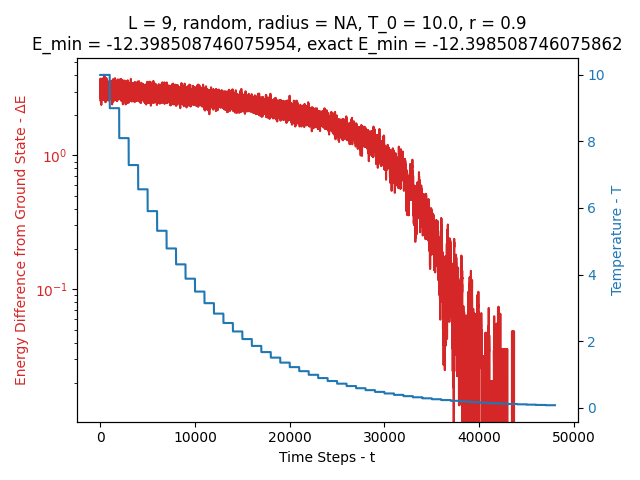 L = 9, random, radius = NA, T_0 = 10.0, r = 0.9
E_min = -12.398508746075954, exact E_min = -12.398508746075862
Energy Difference from Ground State - ΔE
10⁰
10⁻¹
10
8
6
4
2
0
Temperature - T
0 10000 20000 30000 40000 50000
Time Steps - t